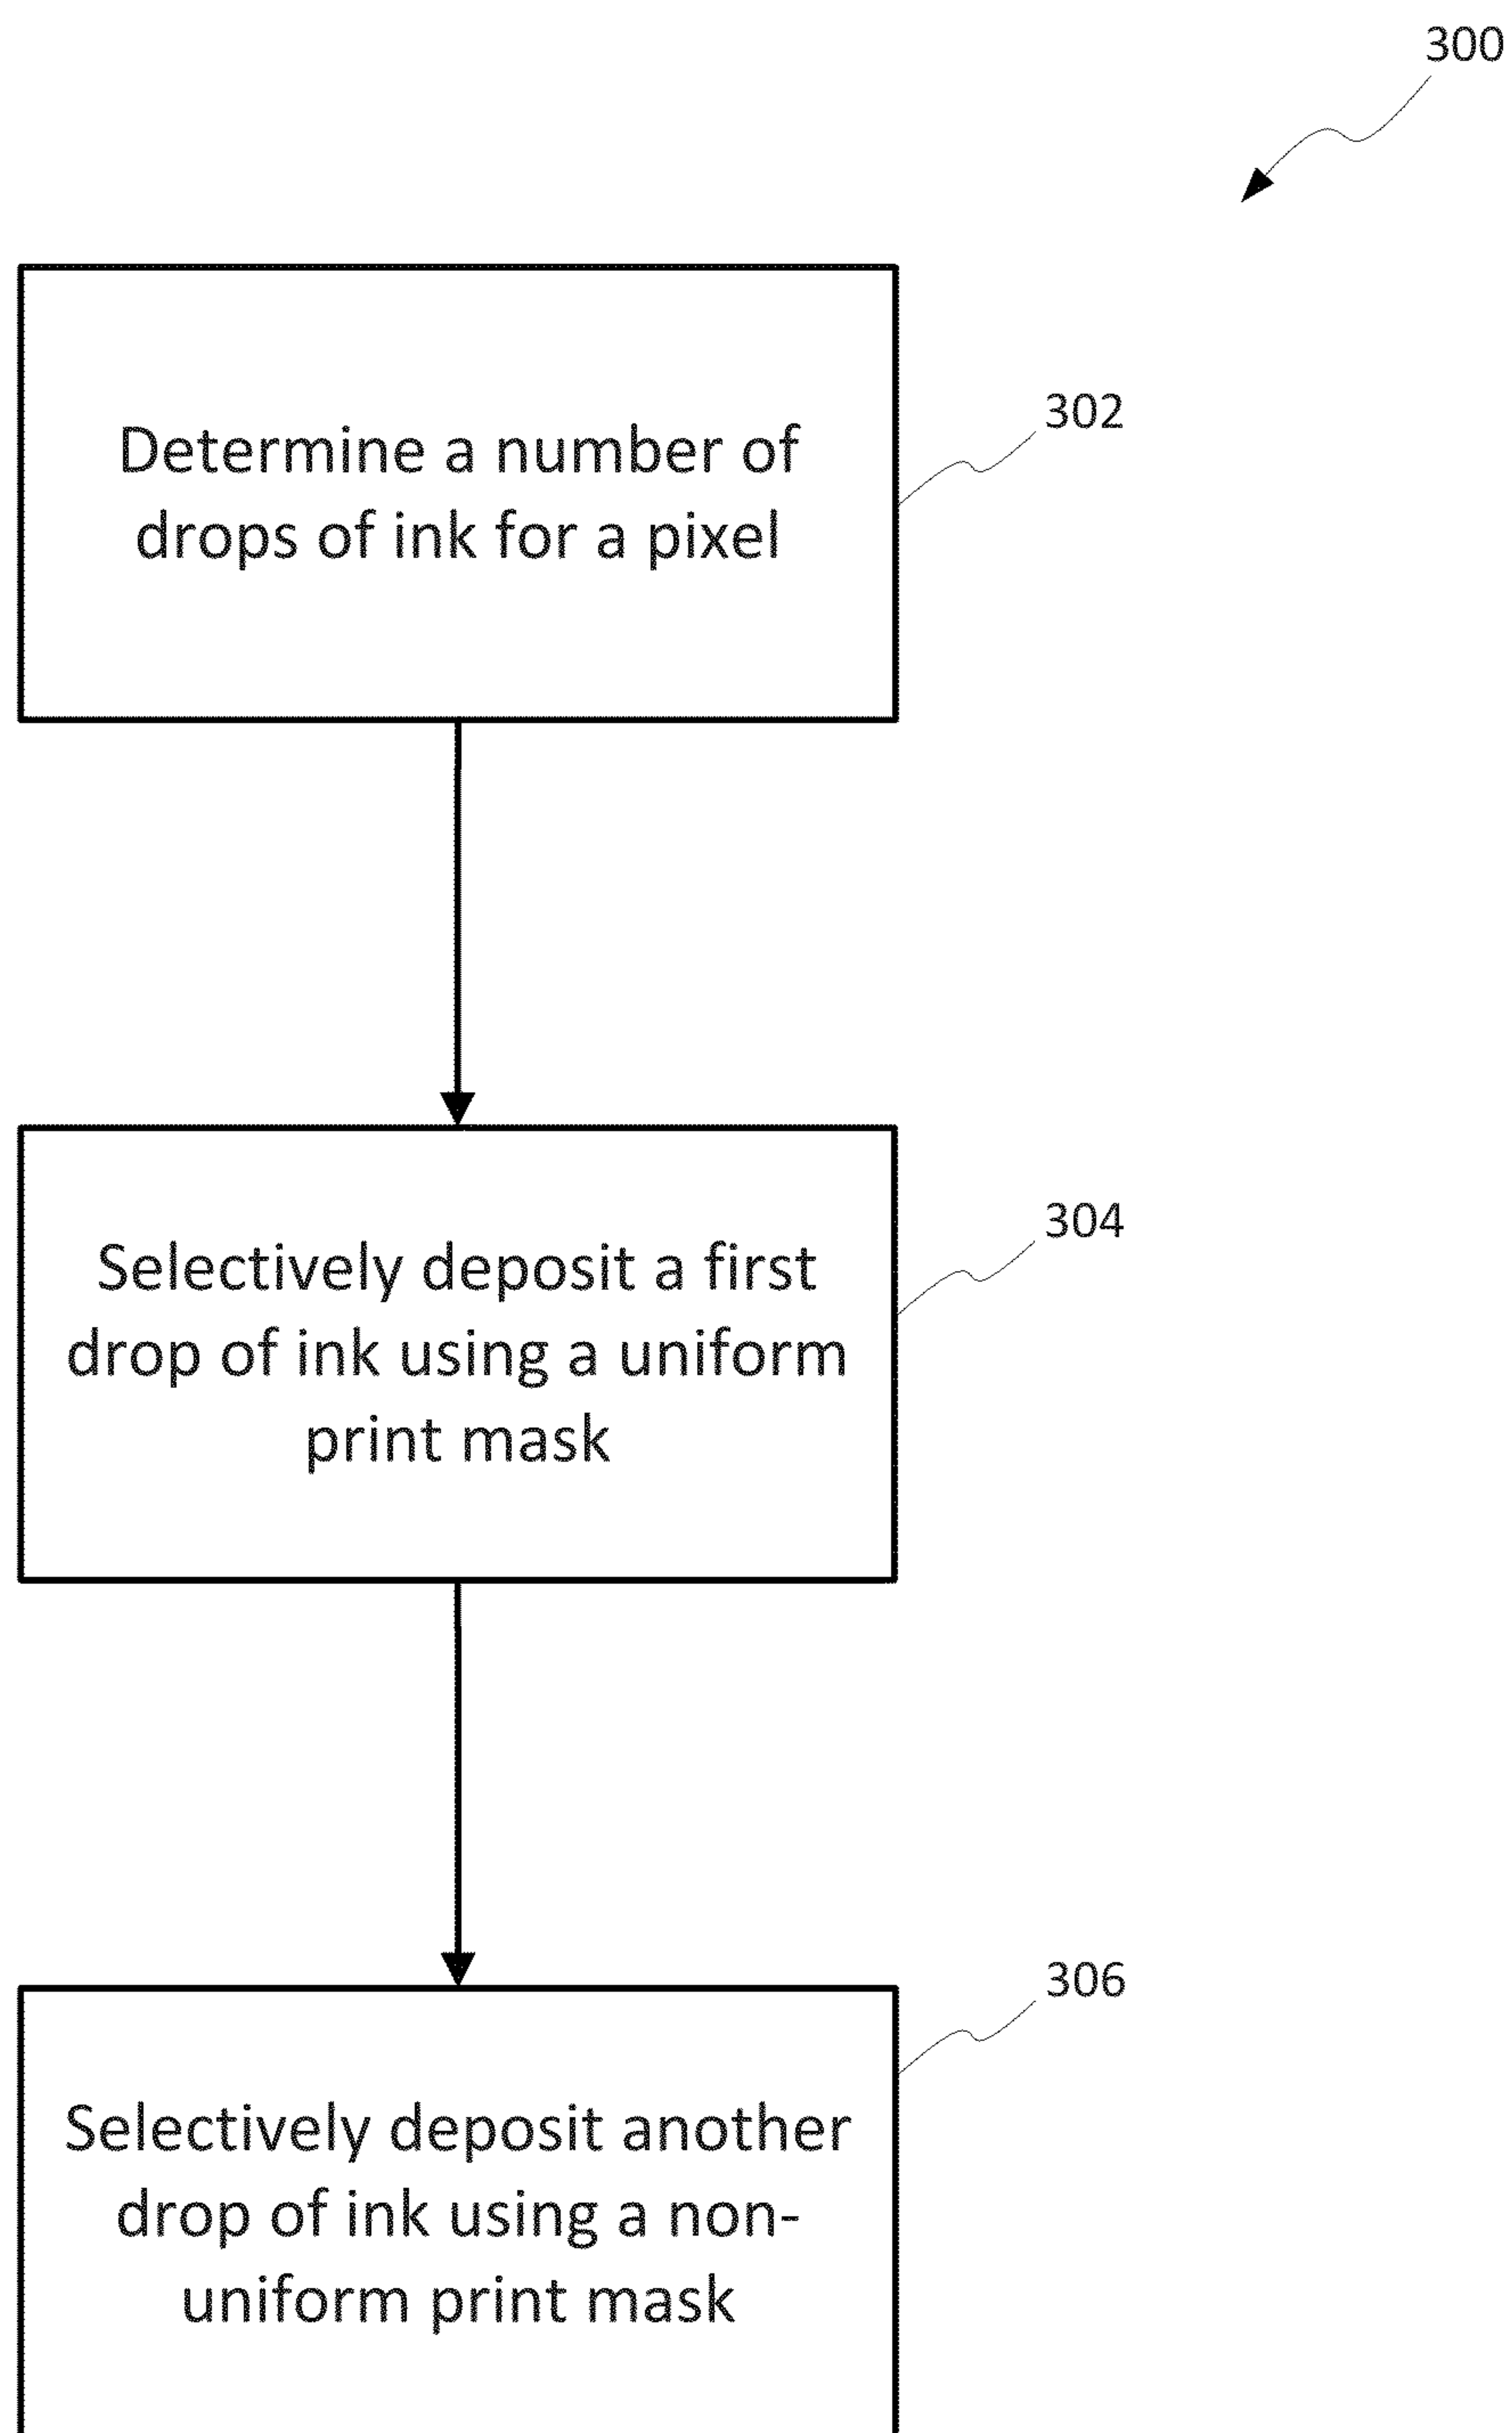 300
Determine a number of
drops of ink for a pixel
302
Selectively deposit a first
drop of ink using a uniform
print mask
304
Selectively deposit another
drop of ink using a non-
uniform print mask
306